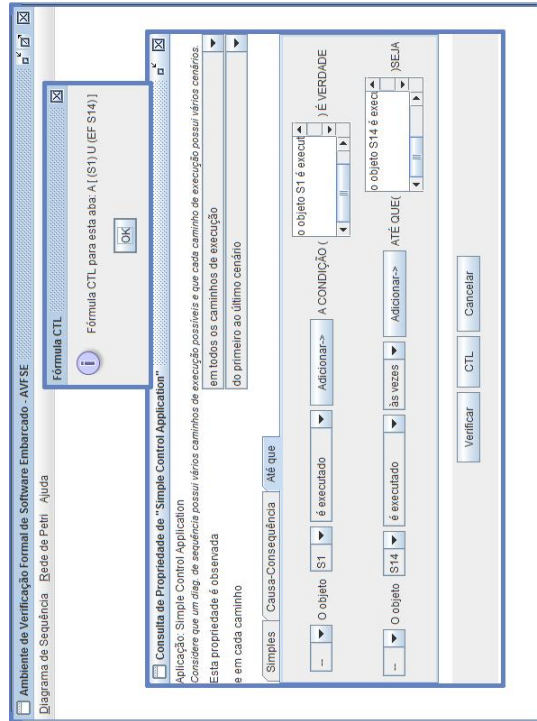 Ambiente de Verificação Formal de Software Embarcado - AVFSE
Diagrama de Sequência Rede de Petri Ajuda
Fórmula CTL
Fórmula CTL para esta aba: A [ (S1) U (EF S14) ]
OK
Consulta de Propriedade de "Simple Control Application"
Aplicação: Simple Control Application
Considere que um diag. de sequência possui vários caminhos de execução possíveis e que cada caminho de execução possui vários cenários.
Esta propriedade é observada em todos os caminhos de execução
e em cada caminho do primeiro ao último cenário
Simples Causa-Consequência Até que
-- O objeto S1 é executado Adicionar-> A CONDIÇÃO ( o objeto S1 é execut ) É VERDADE
-- O objeto S14 é executado às vezes Adicionar-> ATÉ QUE( o objeto S14 é exec )SEJA
Verificar CTL Cancelar